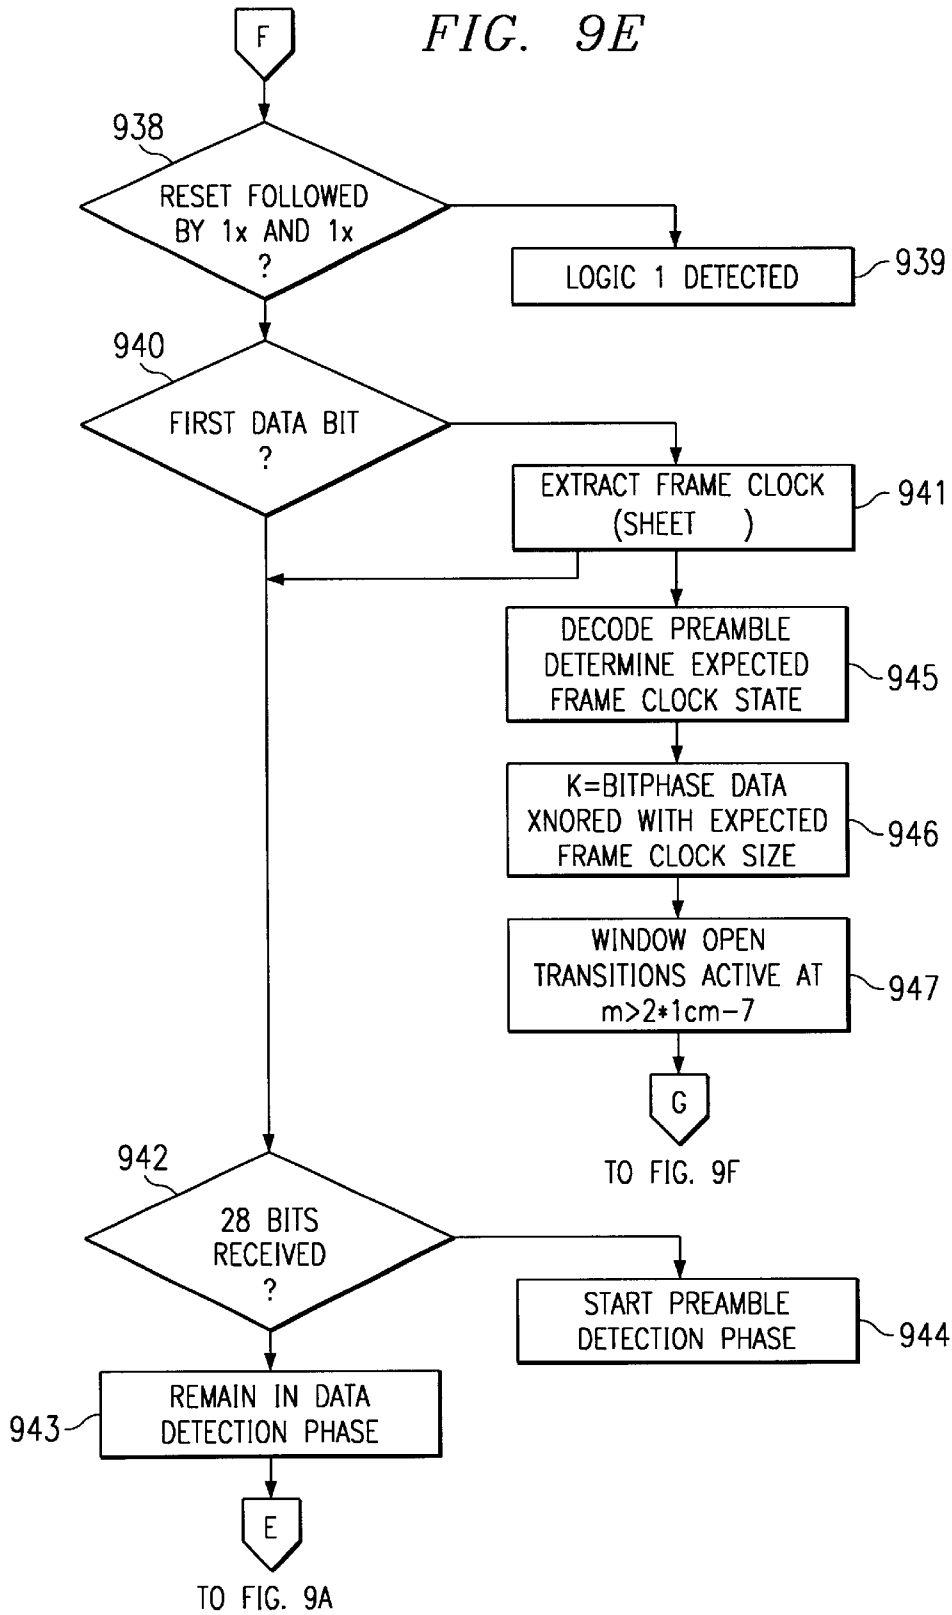 F
FIG. 9E
938
RESET FOLLOWED
BY 1x AND 1x
?
LOGIC 1 DETECTED
939
940
FIRST DATA BIT
?
EXTRACT FRAME CLOCK
(SHEET )
941
DECODE PREAMBLE
DETERMINE EXPECTED
FRAME CLOCK STATE
945
K=BITPHASE DATA
XNORED WITH EXPECTED
FRAME CLOCK SIZE
946
WINDOW OPEN
TRANSITIONS ACTIVE AT
m>2*1cm-7
947
G
TO FIG. 9F
942
28 BITS
RECEIVED
?
START PREAMBLE
DETECTION PHASE
944
REMAIN IN DATA
DETECTION PHASE
943
E
TO FIG. 9A